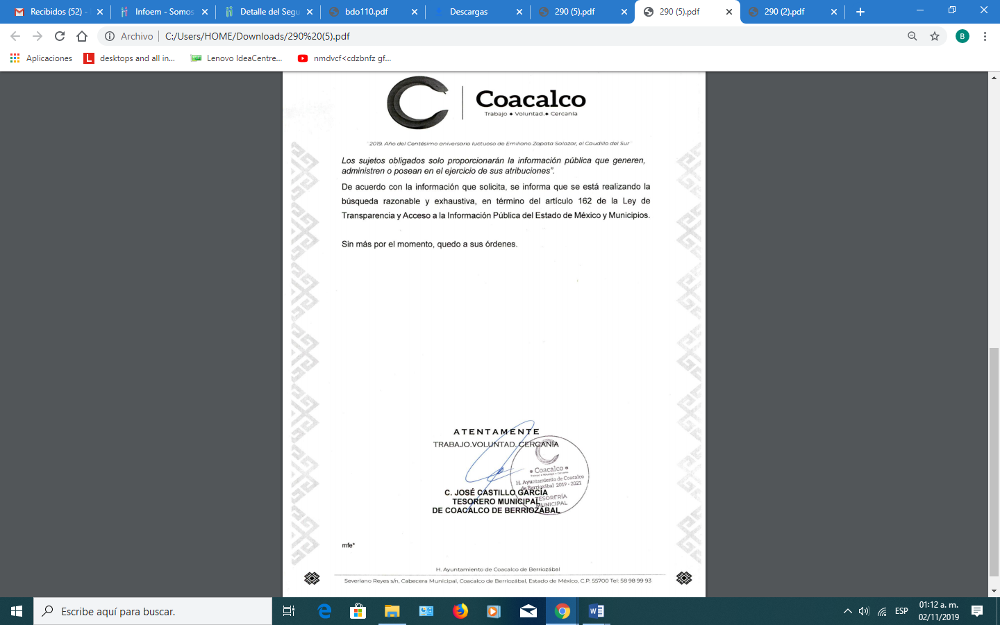 Recibidos (52) -
Infoem - Somos
Detalle del Segu
bdo110.pdf
Descargas
290 (5).pdf
290 (5).pdf
290 (2).pdf
Archivo
C:/Users/HOME/Downloads/290%20(5).pdf
B
Aplicaciones
L
desktops and all in...
Lenovo IdeaCentre...
nmdvcf<cdzbnfz gf...
Coacalco
Trabajo ◆ Voluntad ◆ Cercanía
"2019. Año del Centésimo aniversario luctuoso de Emiliano Zapata Salazar, el Caudillo del Sur"
Los sujetos obligados solo proporcionarán la información pública que generen,
administren o posean en el ejercicio de sus atribuciones".
De acuerdo con la información que solicita, se informa que se está realizando la
búsqueda razonable y exhaustiva, en término del artículo 162 de la Ley de
Transparencia y Acceso a la Información Pública del Estado de México y Municipios.
Sin más por el momento, quedo a sus órdenes.
ATENTAMENTE
TRABAJO.VOLUNTAD. CERCANÍA
Coacalco
H. Ayuntamiento de Coacalco
de Berriozábal 2019 - 2021
TESORERÍA
MUNICIPAL
C. JOSÉ CASTILLO GARCÍA
TESORERO MUNICIPAL
DE COACALCO DE BERRIOZÁBAL
mfe*
H. Ayuntamiento de Coacalco de Berriozábal
Severiano Reyes s/n, Cabecera Municipal, Coacalco de Berriozábal, Estado de México, C.P. 55700 Tel: 58 98 99 93
Escribe aquí para buscar.
ESP
01:12 a. m.
02/11/2019